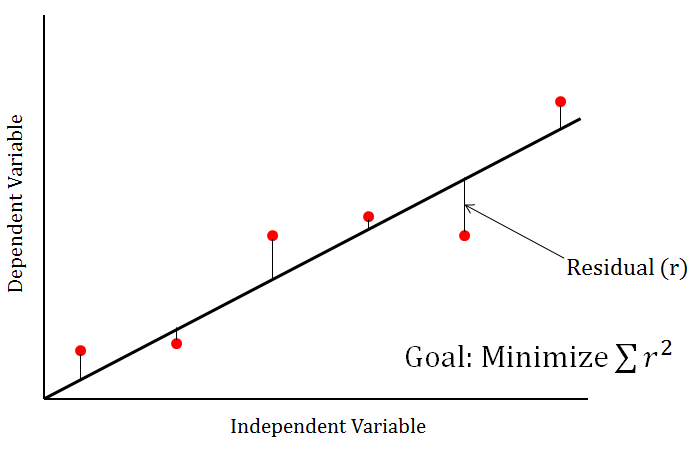 Dependent Variable
Residual (r)
Goal: Minimize ∑ r²
Independent Variable